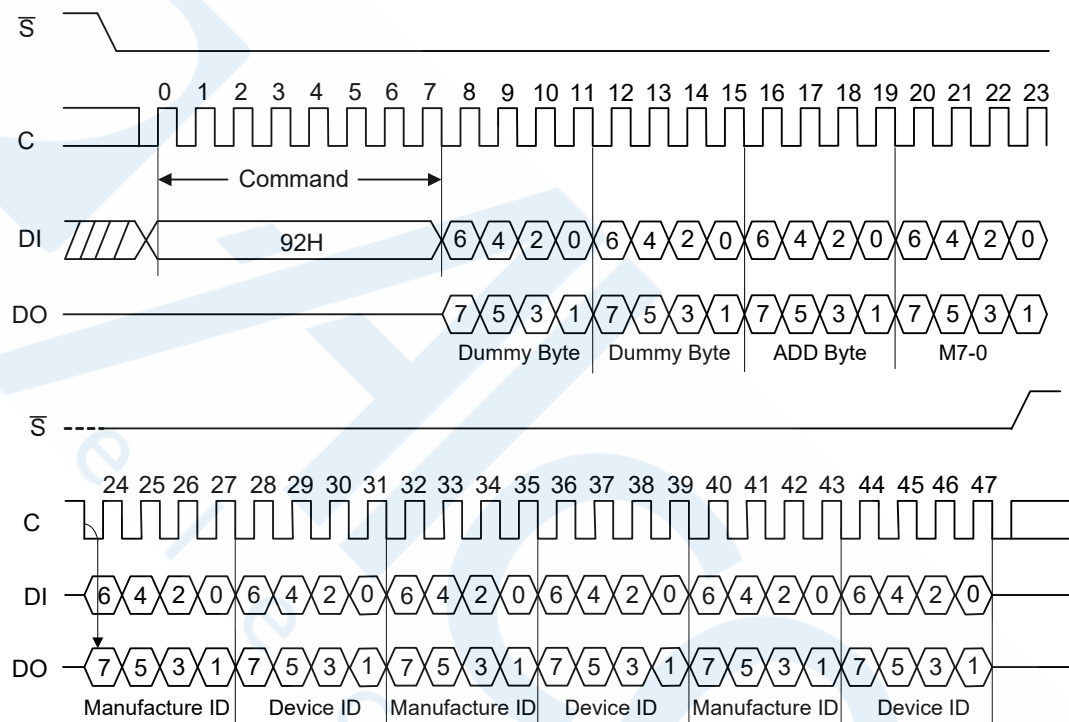 S
0 1 2 3 4 5 6 7 8 9 10 11 12 13 14 15 16 17 18 19 20 21 22 23
C
Command
DI 92H 6 4 2 0 6 4 2 0 6 4 2 0 6 4 2 0
DO 7 5 3 1 7 5 3 1 7 5 3 1 7 5 3 1
Dummy Byte Dummy Byte ADD Byte M7-0
S
24 25 26 27 28 29 30 31 32 33 34 35 36 37 38 39 40 41 42 43 44 45 46 47
C
DI 6 4 2 0 6 4 2 0 6 4 2 0 6 4 2 0 6 4 2 0 6 4 2 0
DO 7 5 3 1 7 5 3 1 7 5 3 1 7 5 3 1 7 5 3 1 7 5 3 1
Manufacture ID Device ID Manufacture ID Device ID Manufacture ID Device ID